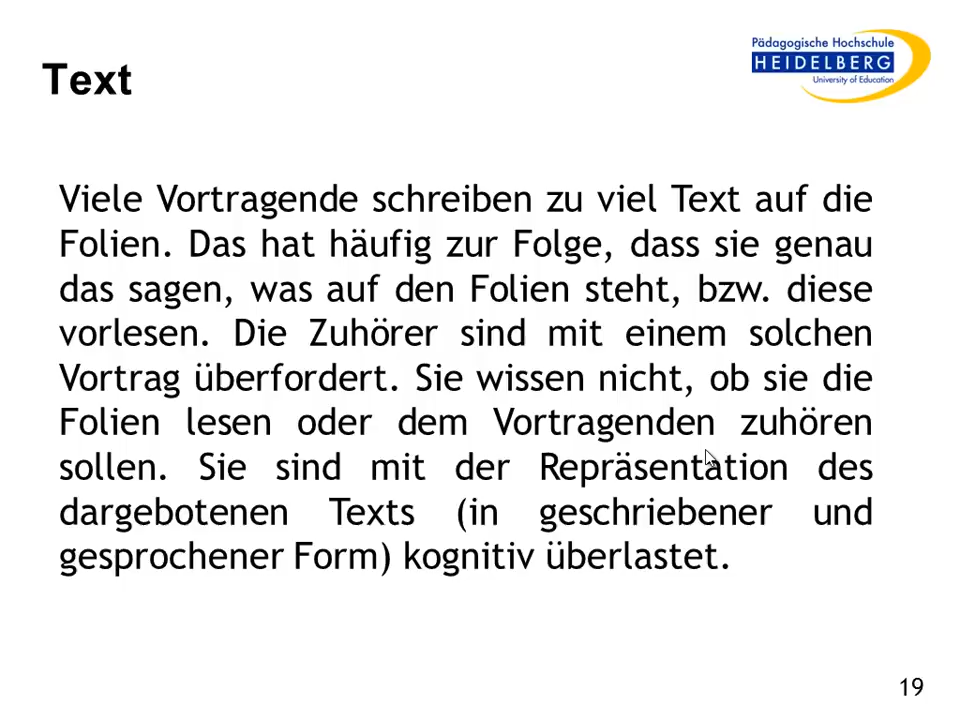 Pädagogische Hochschule
HEIDELBERG
University of Education
Text
Viele Vortragende schreiben zu viel Text auf die
Folien. Das hat häufig zur Folge, dass sie genau
das sagen, was auf den Folien steht, bzw. diese
vorlesen. Die Zuhörer sind mit einem solchen
Vortrag überfordert. Sie wissen nicht, ob sie die
Folien lesen oder dem Vortragenden zuhören
sollen. Sie sind mit der Repräsentation des
dargebotenen Texts (in geschriebener und
gesprochener Form) kognitiv überlastet.
19